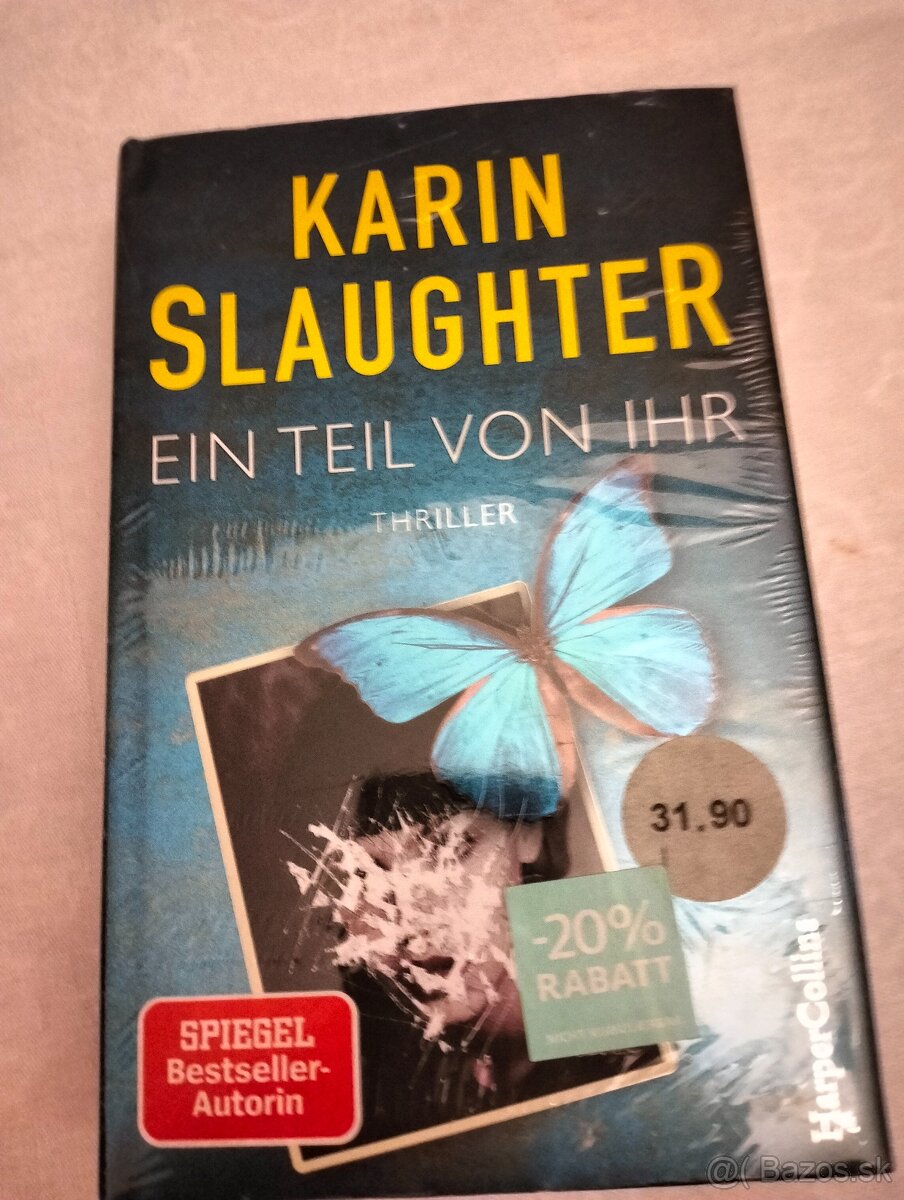 KARIN
SLAUGHTER
EIN TEIL VON IHR
THRILLER
31.90
-20%
RABATT
SPIEGEL
Bestseller-
Autorin
HarperCollins
@( Bazos.sk